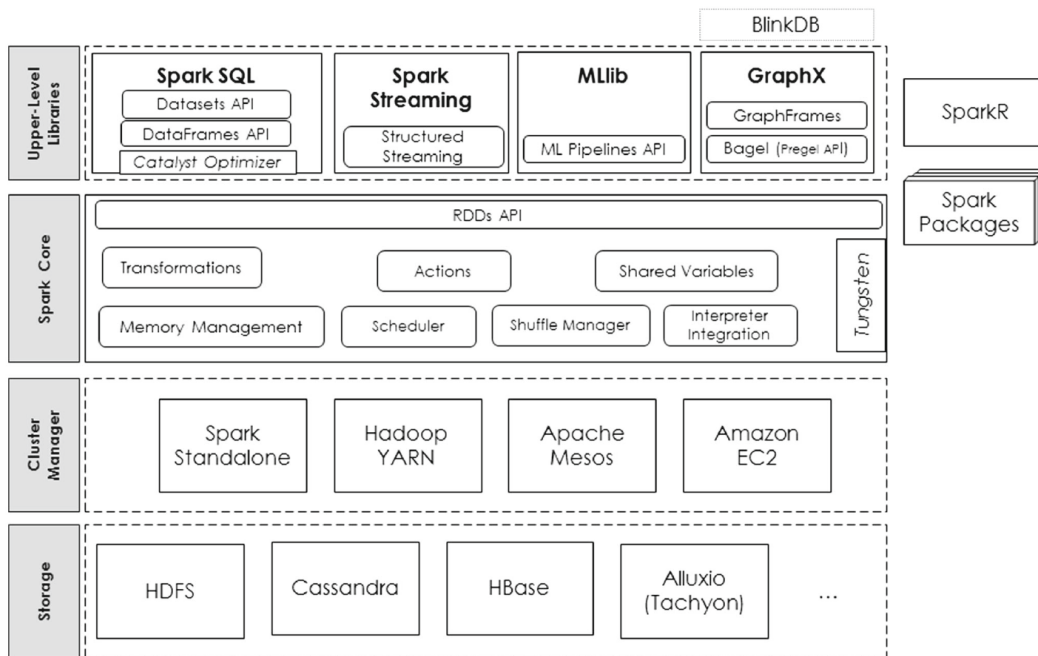 BlinkDB
Upper-Level
Libraries
Spark SQL
Datasets API
DataFrames API
Catalyst Optimizer
Spark
Streaming
Structured
Streaming
MLlib
ML Pipelines API
GraphX
GraphFrames
Bagel (Pregel API)
SparkR
Spark
Packages
Spark Core
RDDs API
Transformations
Actions
Shared Variables
Memory Management
Scheduler
Shuffle Manager
Interpreter
Integration
Tungsten
Cluster
Manager
Spark
Standalone
Hadoop
YARN
Apache
Mesos
Amazon
EC2
Storage
HDFS
Cassandra
HBase
Alluxio
(Tachyon)
...